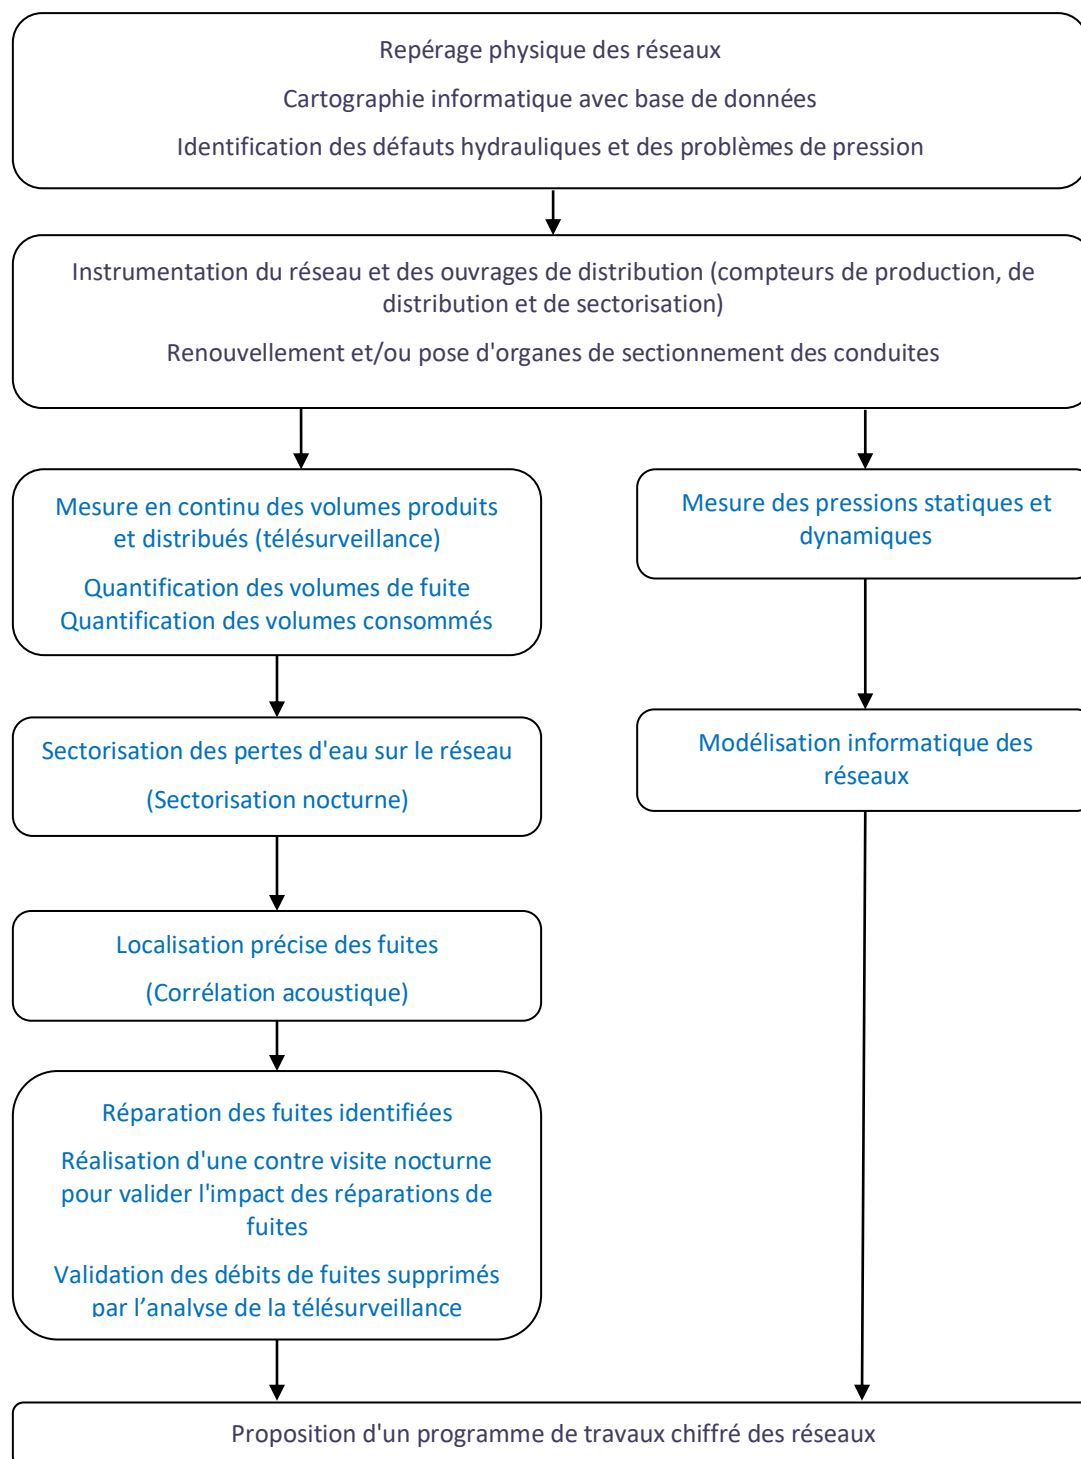 Repérage physique des réseaux
Cartographie informatique avec base de données
Identification des défauts hydrauliques et des problèmes de pression
Instrumentation du réseau et des ouvrages de distribution (compteurs de production, de
distribution et de sectorisation)
Renouvellement et/ou pose d'organes de sectionnement des conduites
Mesure en continu des volumes produits
et distribués (télésurveillance)
Quantification des volumes de fuite
Quantification des volumes consommés
Mesure des pressions statiques et
dynamiques
Sectorisation des pertes d'eau sur le réseau
(Sectorisation nocturne)
Modélisation informatique des
réseaux
Localisation précise des fuites
(Corrélation acoustique)
Réparation des fuites identifiées
Réalisation d'une contre visite nocturne
pour valider l'impact des réparations de
fuites
Validation des débits de fuites supprimés
par l’analyse de la télésurveillance
Proposition d'un programme de travaux chiffré des réseaux